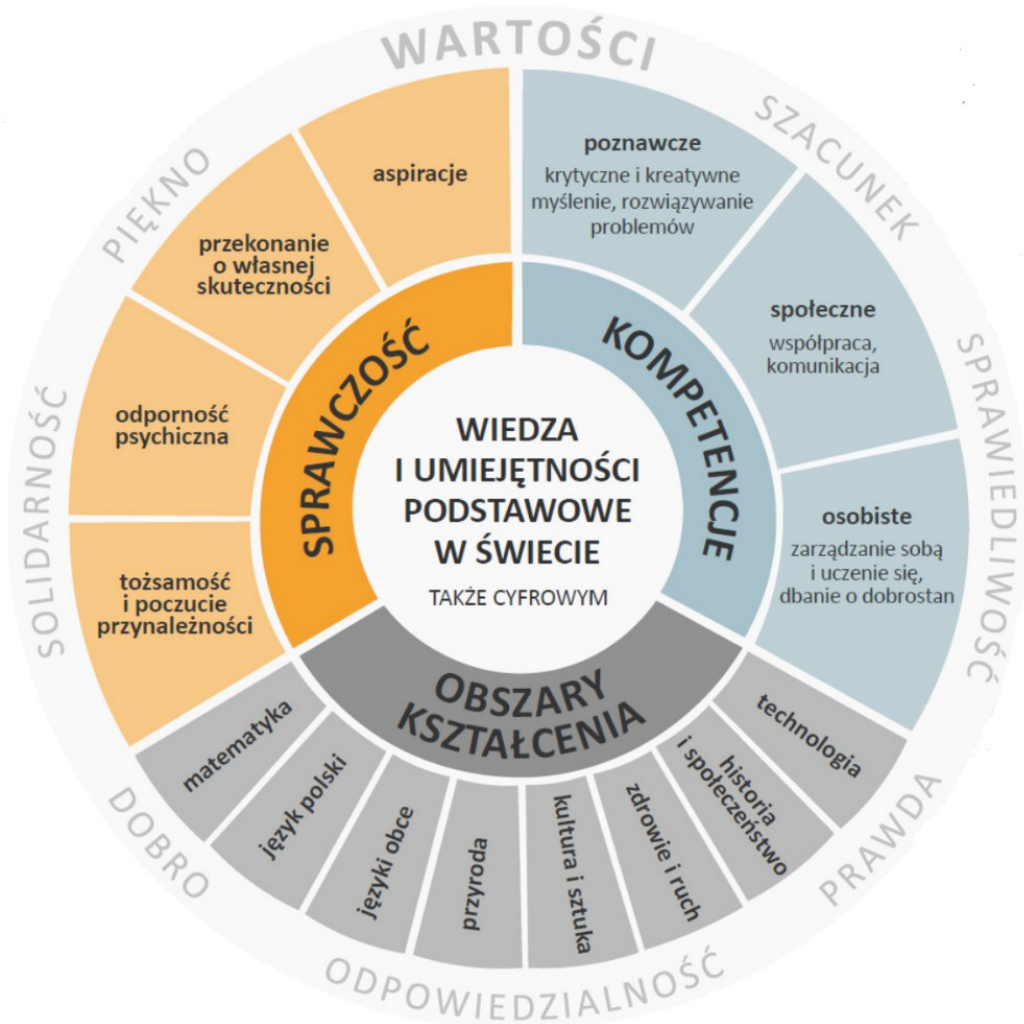 WARTOŚCI
SZACUNEK
SPRAWIEDLIWOŚĆ
PRAWDA
ODPOWIEDZIALNOŚĆ
DOBRO
SOLIDARNOŚĆ
PIĘKNO
SPRAWCZOŚĆ
aspiracje
przekonanie
o własnej
skuteczności
odporność
psychiczna
tożsamość
i poczucie
przynależności
KOMPETENCJE
poznawcze
krytyczne i kreatywne
myślenie, rozwiązywanie
problemów
społeczne
współpraca,
komunikacja
osobiste
zarządzanie sobą
i uczenie się,
dbanie o dobrostan
WIEDZA
I UMIEJĘTNOŚCI
PODSTAWOWE
W ŚWIECIE
TAKŻE CYFROWYM
OBSZARY
KSZTAŁCENIA
matematyka
język polski
języki obce
przyroda
kultura i sztuka
zdrowie i ruch
historia
i społeczeństwo
technologia